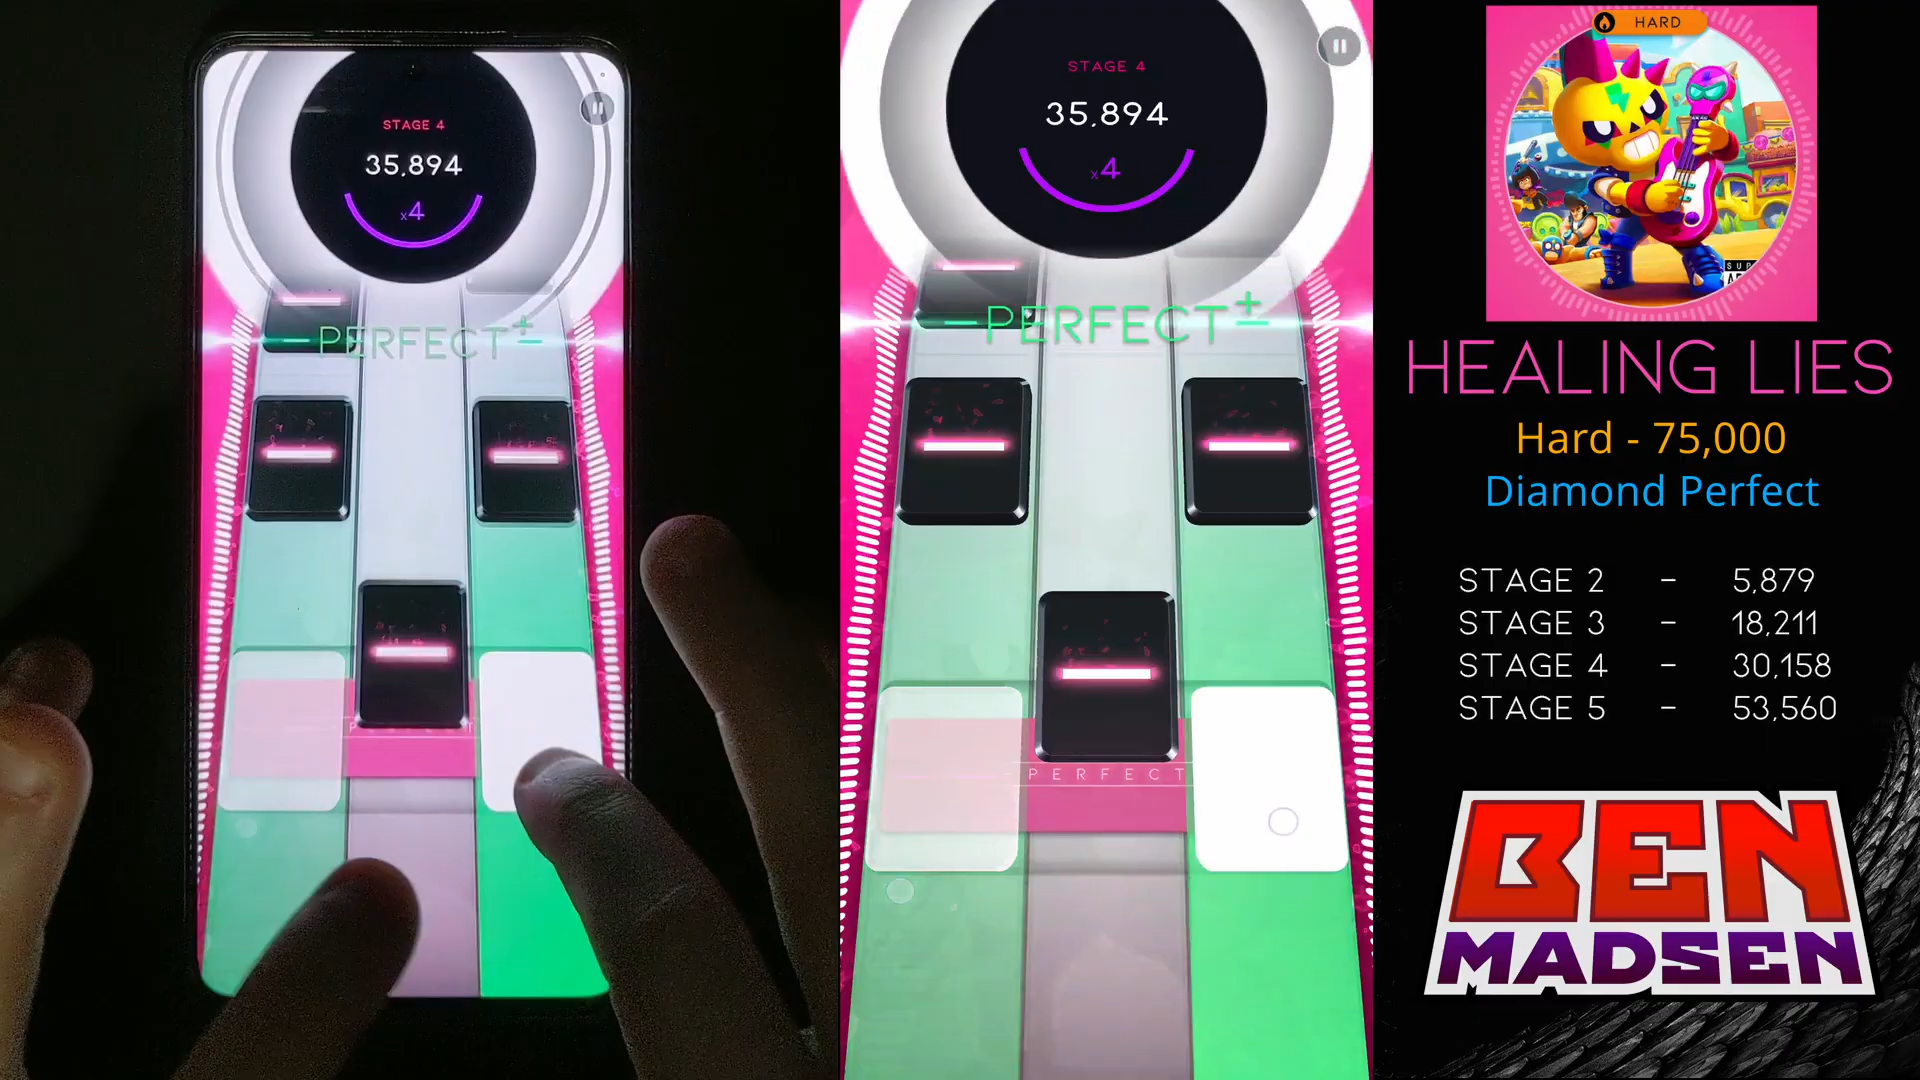 STAGE 4
35,894
x4
PERFECT+
STAGE 4
35,894
x4
PERFECT+
PERFECT
HARD
HEALING LIES
Hard - 75,000
Diamond Perfect
STAGE 2 - 5,879
STAGE 3 - 18,211
STAGE 4 - 30,158
STAGE 5 - 53,560
BEN
MADSEN